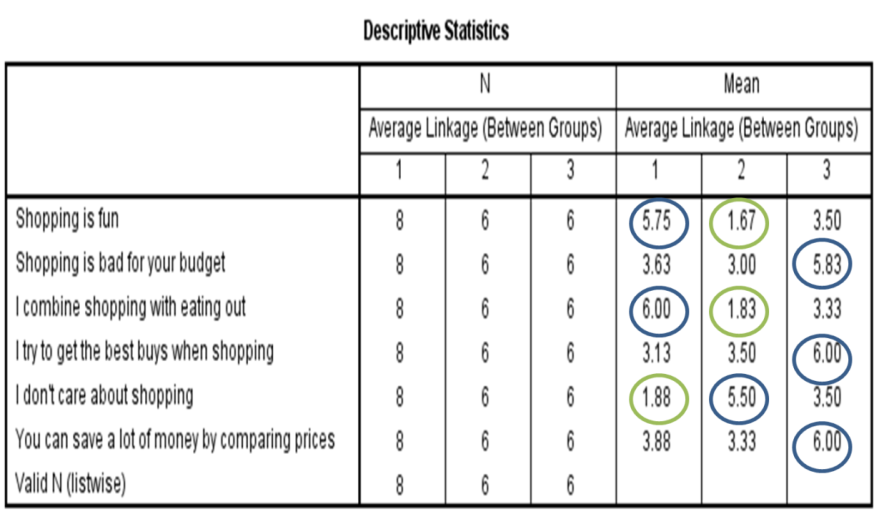 Descriptive Statistics
N Mean
Average Linkage (Between Groups) Average Linkage (Between Groups)
1 2 3 1 2 3
Shopping is fun 8 6 6 5.75 1.67 3.50
Shopping is bad for your budget 8 6 6 3.63 3.00 5.83
I combine shopping with eating out 8 6 6 6.00 1.83 3.33
I try to get the best buys when shopping 8 6 6 3.13 3.50 6.00
I don't care about shopping 8 6 6 1.88 5.50 3.50
You can save a lot of money by comparing prices 8 6 6 3.88 3.33 6.00
Valid N (listwise) 8 6 6